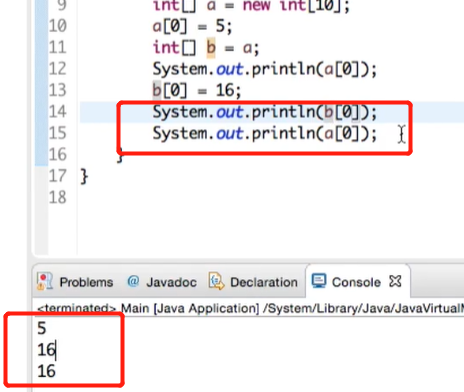 9 int[] a = new int[10];
10 a[0] = 5;
11 int[] b = a;
12 System.out.println(a[0]);
13 b[0] = 16;
14 System.out.println(b[0]);
15 System.out.println(a[0]);
16 }
17 }
18
Problems @ Javadoc Declaration Console
<terminated> Main [Java Application] /System/Library/Java/JavaVirtualM
5
16
16